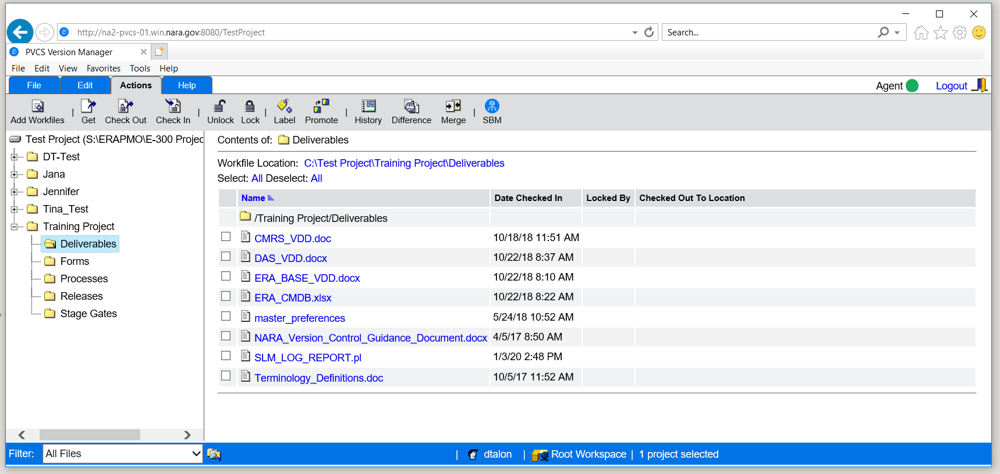 http://na2-pvcs-01.win.nara.gov:8080/TestProject
Search...
PVCS Version Manager
File Edit View Favorites Tools Help
File Edit Actions Help
Agent Logout
Add Workfiles | Get Check Out Check In | Unlock Lock | Label Promote | History Difference Merge | SBM
Test Project (S:\ERAPMO\E-300 Projec
DT-Test
Jana
Jennifer
Tina_Test
Training Project
Deliverables
Forms
Processes
Releases
Stage Gates
Contents of: Deliverables
Workfile Location: C:\Test Project\Training Project\Deliverables
Select: All Deselect: All
Name Date Checked In Locked By Checked Out To Location
/Training Project/Deliverables
CMRS_VDD.doc 10/18/18 11:51 AM
DAS_VDD.docx 10/22/18 8:37 AM
ERA_BASE_VDD.docx 10/22/18 8:10 AM
ERA_CMDB.xlsx 10/22/18 8:22 AM
master_preferences 5/24/18 10:52 AM
NARA_Version_Control_Guidance_Document.docx 4/5/17 8:50 AM
SLM_LOG_REPORT.pl 1/3/20 2:48 PM
Terminology_Definitions.doc 10/5/17 11:52 AM
Filter: All Files
| dtalon | Root Workspace | 1 project selected